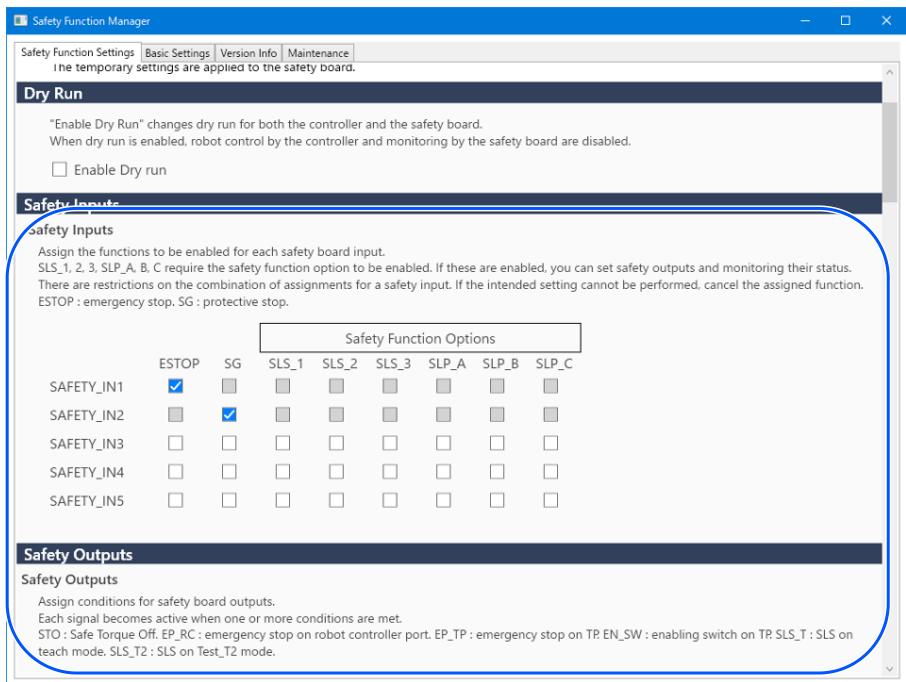 Safety Function Manager
Safety Function Settings Basic Settings Version Info Maintenance
The temporary settings are applied to the safety board.
Dry Run
"Enable Dry Run" changes dry run for both the controller and the safety board.
When dry run is enabled, robot control by the controller and monitoring by the safety board are disabled.
Enable Dry run
Safety Inputs
Safety Inputs
Assign the functions to be enabled for each safety board input.
SLS_1, 2, 3, SLP_A, B, C require the safety function option to be enabled. If these are enabled, you can set safety outputs and monitoring their status.
There are restrictions on the combination of assignments for a safety input. If the intended setting cannot be performed, cancel the assigned function.
ESTOP : emergency stop. SG : protective stop.
Safety Function Options
ESTOP SG SLS_1 SLS_2 SLS_3 SLP_A SLP_B SLP_C
SAFETY_IN1
SAFETY_IN2
SAFETY_IN3
SAFETY_IN4
SAFETY_IN5
Safety Outputs
Safety Outputs
Assign conditions for safety board outputs.
Each signal becomes active when one or more conditions are met.
STO : Safe Torque Off. EP_RC : emergency stop on robot controller port. EP_TP : emergency stop on TP. EN_SW : enabling switch on TP. SLS_T : SLS on
teach mode. SLS_T2 : SLS on Test_T2 mode.